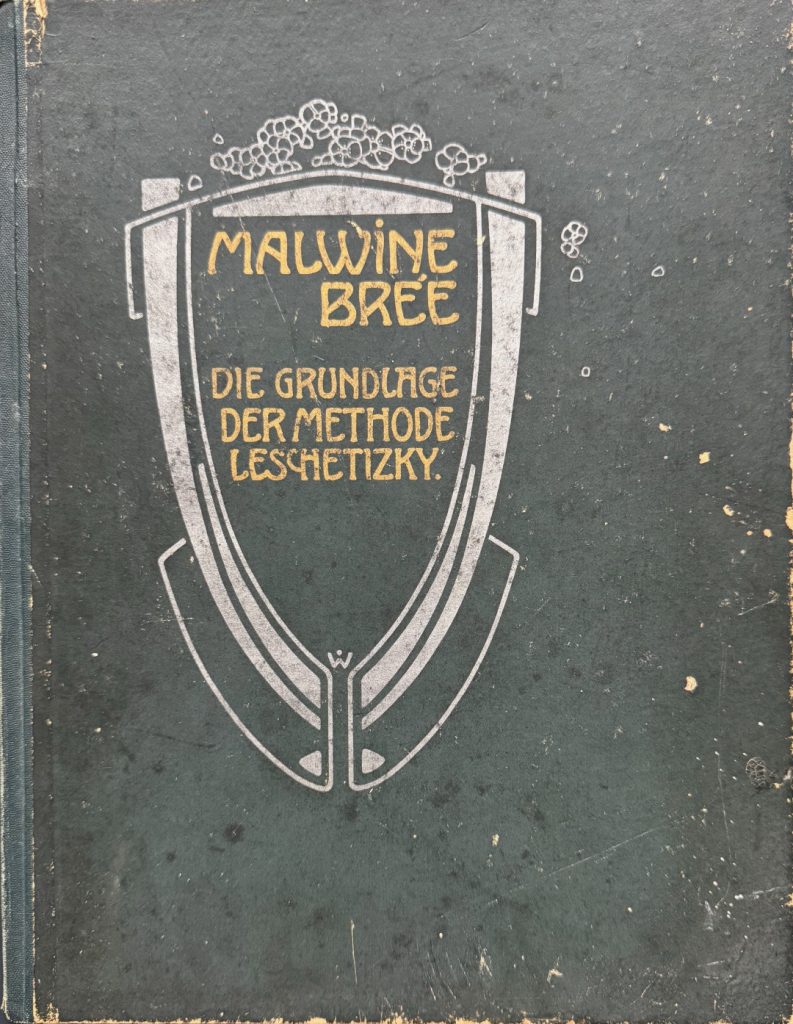 MALWINE
BRÉE
DIE GRUNDLAGE
DER METHODE
LESCHETIZKY.